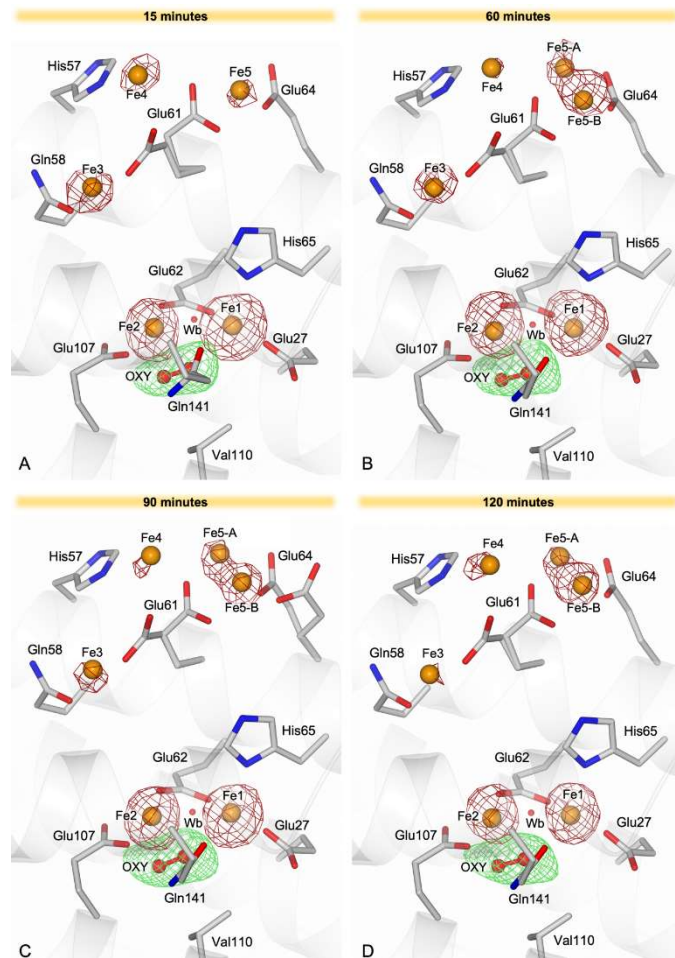 15 minutes
His57
Fe4
Fe5
Glu64
Glu61
Gln58
Fe3
His65
Glu62
Fe2
Wb
Fe1
Glu107
Glu27
OXY
Gln141
Val110
A
60 minutes
Fe5-A
His57
Fe4
Glu64
Fe5-B
Glu61
Gln58
Fe3
His65
Glu62
Fe2
Wb
Fe1
Glu107
Glu27
OXY
Gln141
Val110
B
90 minutes
Fe4
Fe5-A
His57
Glu64
Fe5-B
Glu61
Gln58
Fe3
His65
Glu62
Fe2
Wb
Fe1
Glu107
Glu27
OXY
Gln141
Val110
C
120 minutes
Fe5-A
Fe4
His57
Glu64
Fe5-B
Glu61
Gln58
Fe3
His65
Glu62
Fe2
Wb
Fe1
Glu107
Glu27
OXY
Gln141
Val110
D